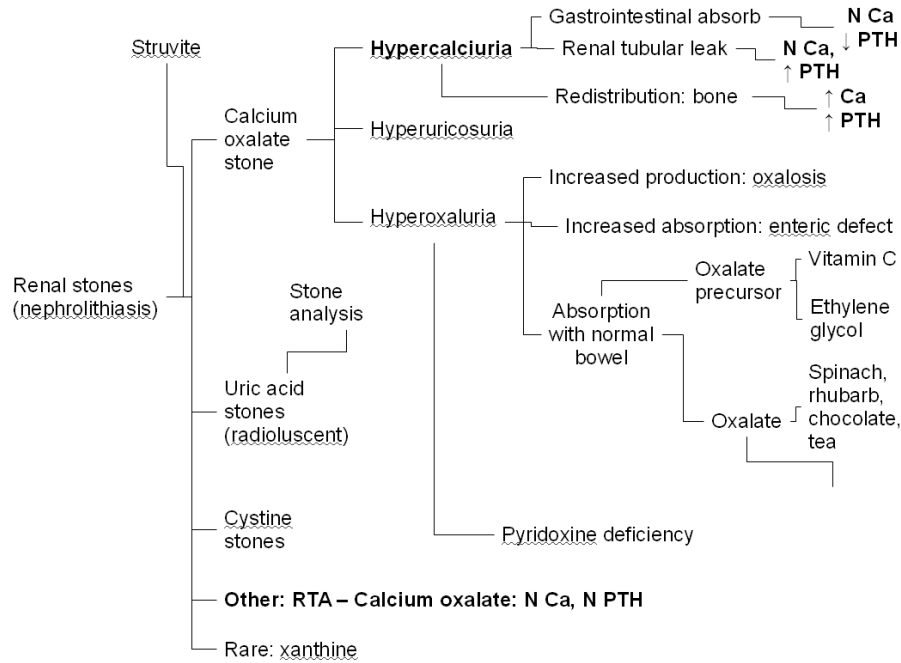 Struvite
Hypercalciuria
Gastrointestinal absorb
N Ca
↓ PTH
Renal tubular leak
N Ca,
↑ PTH
Redistribution: bone
↑ Ca
↑ PTH
Calcium
oxalate
stone
Hyperuricosuria
Hyperoxaluria
Increased production: oxalosis
Increased absorption: enteric defect
Renal stones
(nephrolithiasis)
Stone
analysis
Absorption
with normal
bowel
Oxalate
precursor
Vitamin C
Ethylene
glycol
Uric acid
stones
(radioluscent)
Oxalate
Spinach,
rhubarb,
chocolate,
tea
Cystine
stones
Pyridoxine deficiency
Other: RTA – Calcium oxalate: N Ca, N PTH
Rare: xanthine